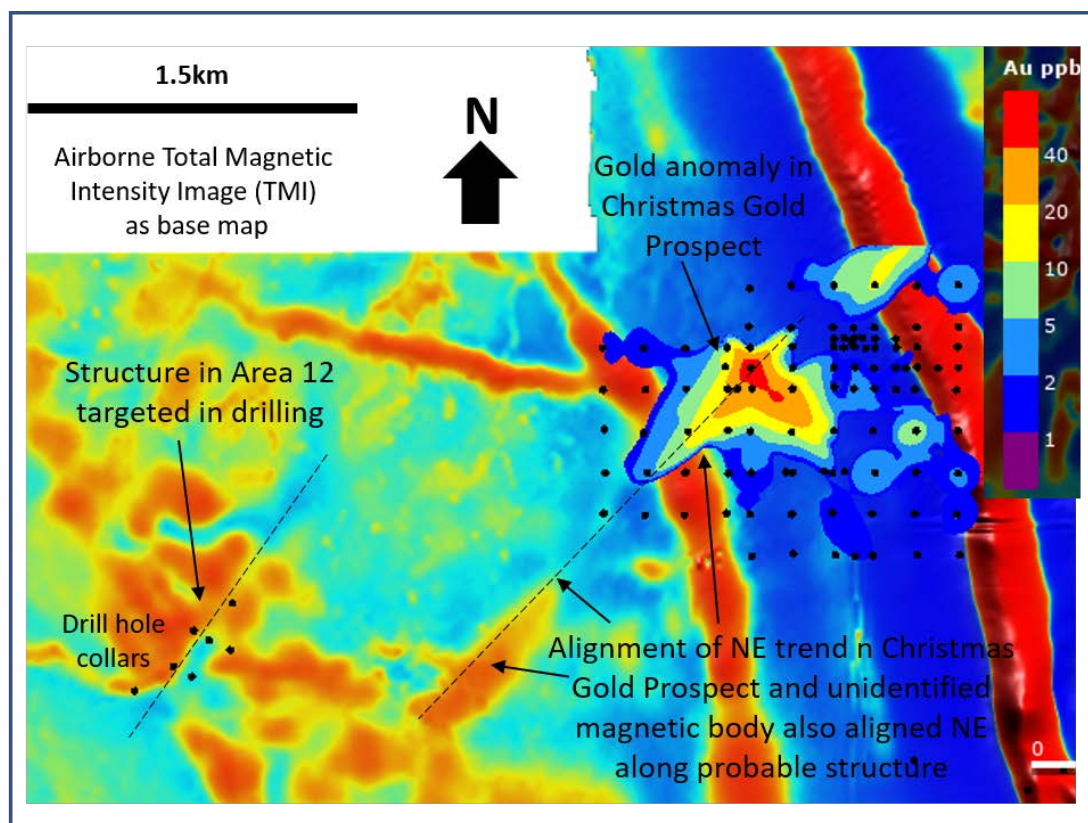 1.5km
N
Airborne Total Magnetic
Intensity Image (TMI)
as base map
Au ppb
40
20
10
5
2
1
Gold anomaly in
Christmas Gold
Prospect
Structure in Area 12
targeted in drilling
Drill hole
collars
Alignment of NE trend n Christmas
Gold Prospect and unidentified
magnetic body also aligned NE
along probable structure
0